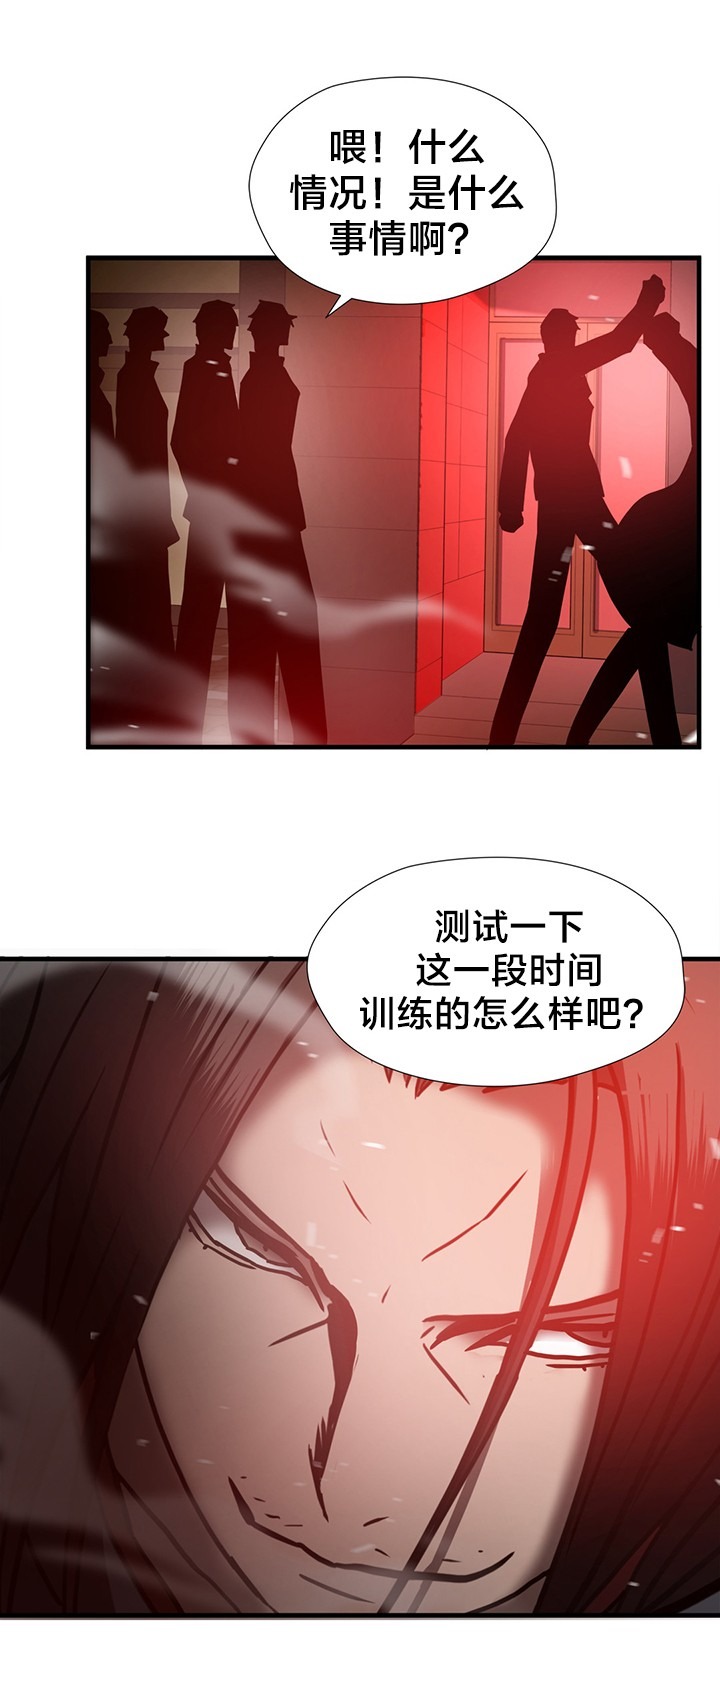 喂！什么
情况！是什么
事情啊？
测试一下
这一段时间
训练的怎么样吧？